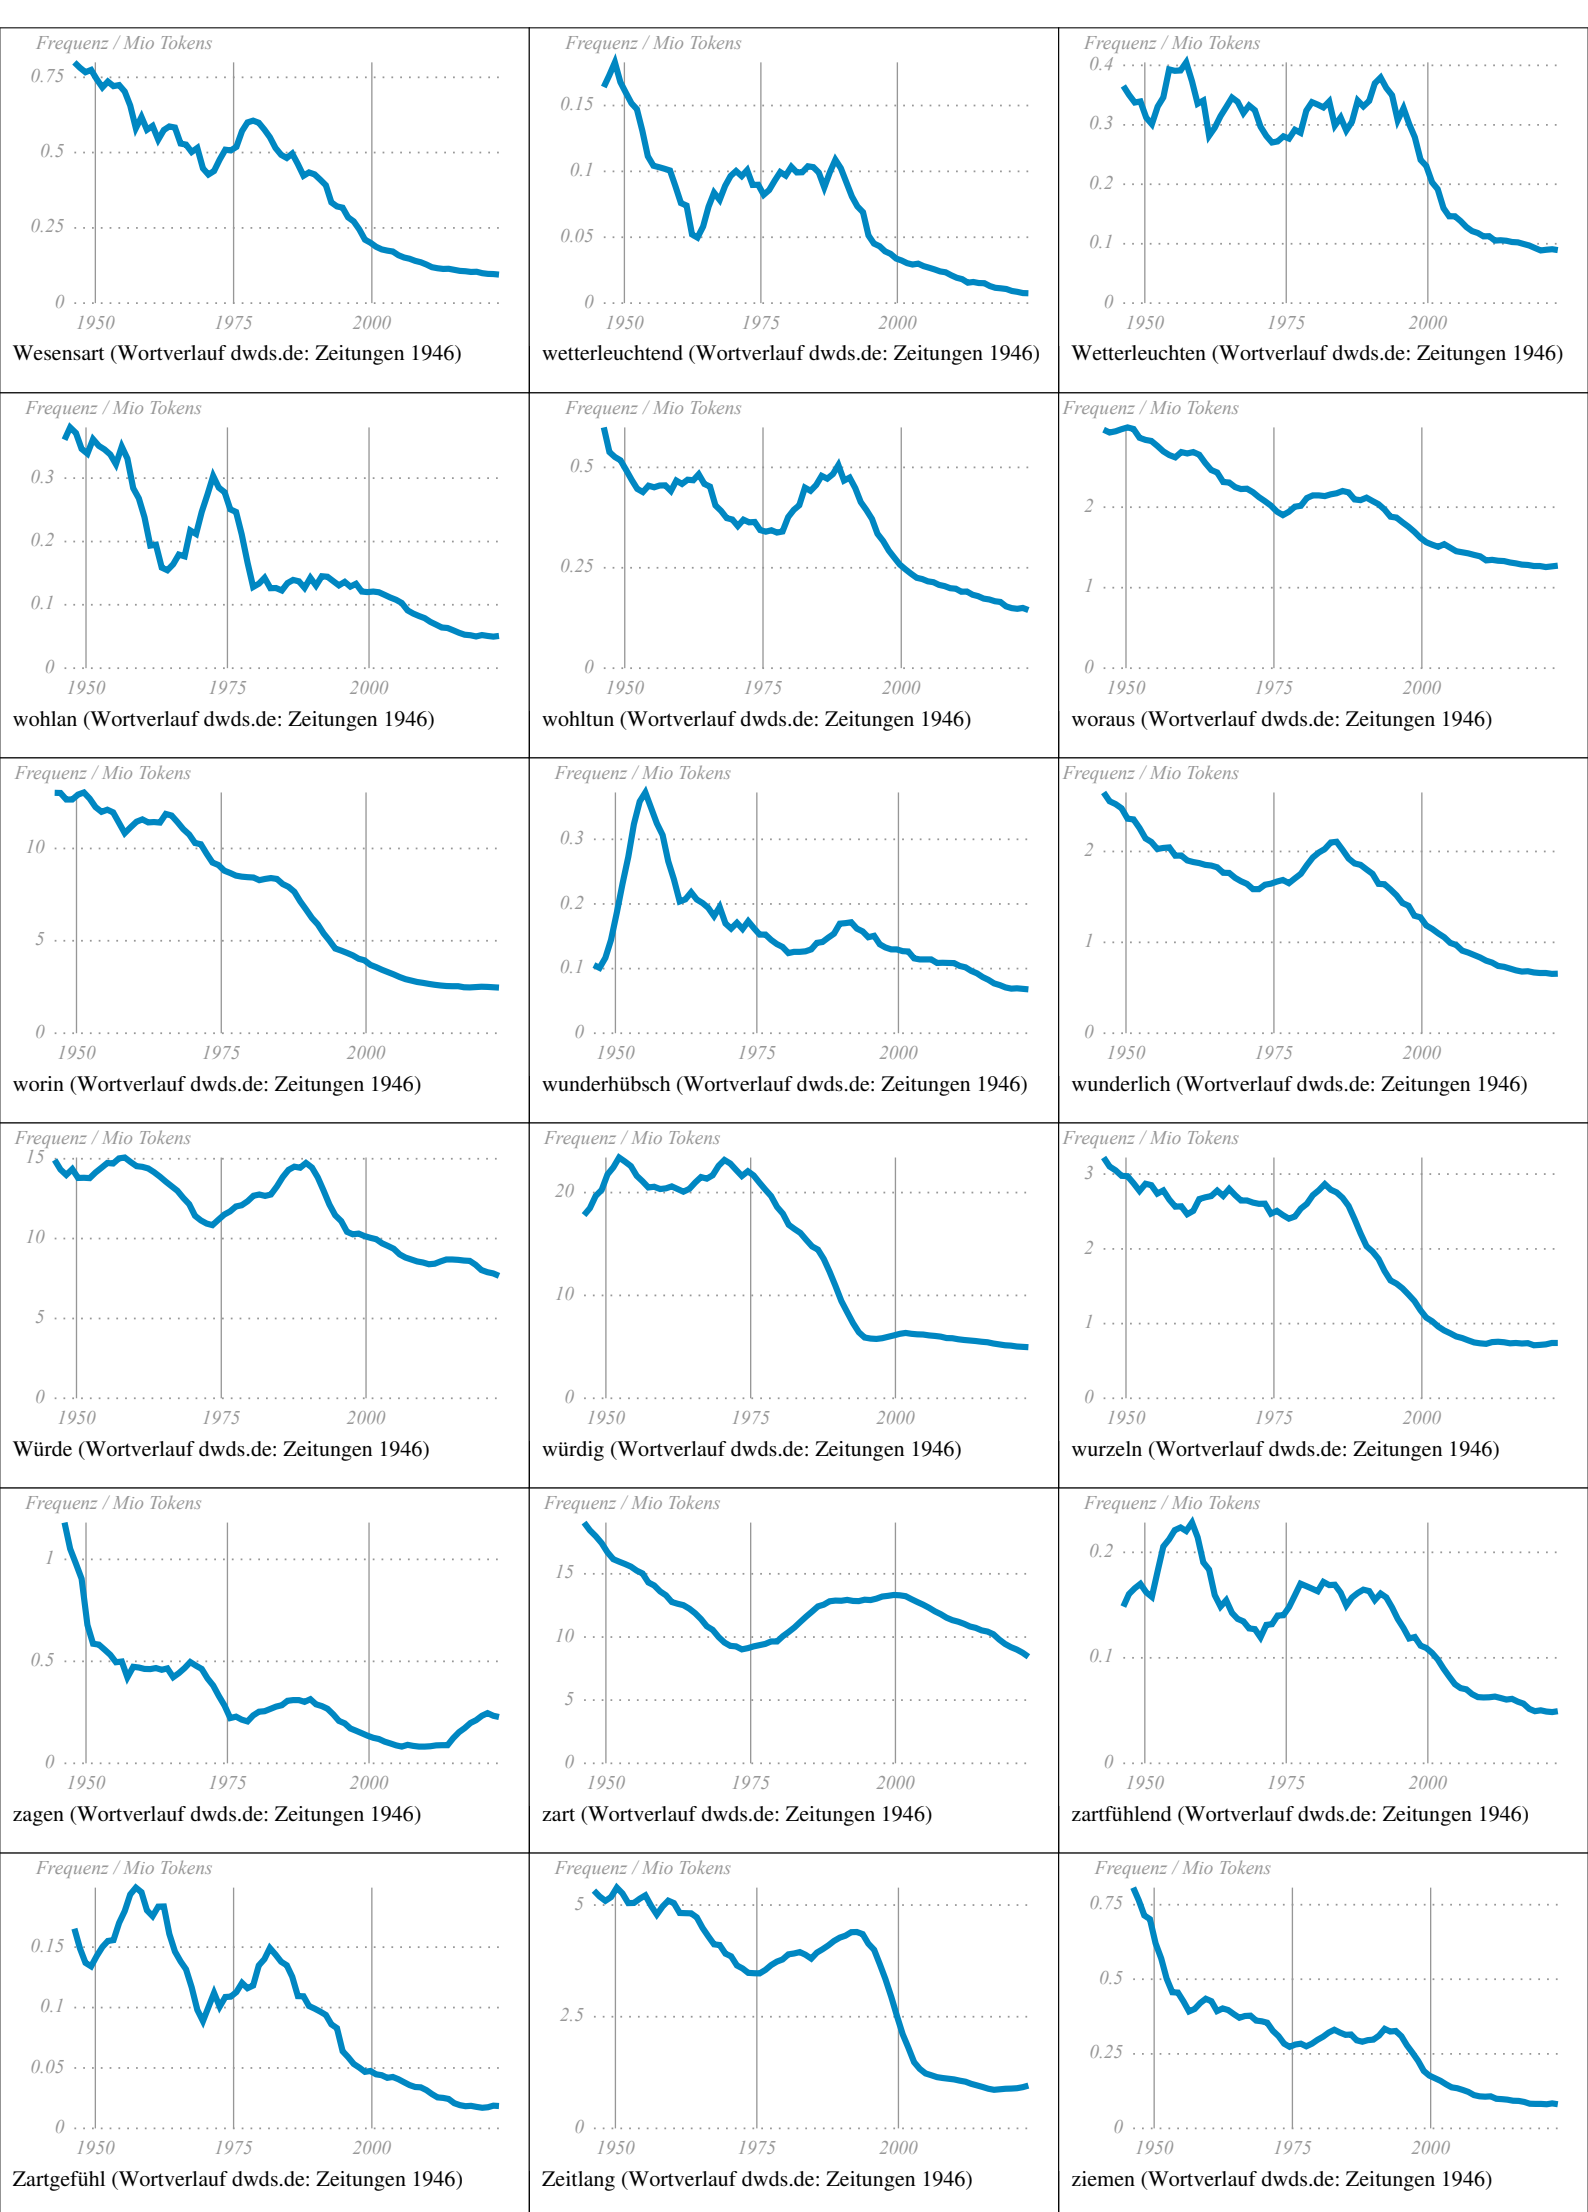 Frequenz / Mio Tokens
0.75
0.5
0.25
0
1950 1975 2000
Wesensart (Wortverlauf dwds.de: Zeitungen 1946)
Frequenz / Mio Tokens
0.15
0.1
0.05
0
1950 1975 2000
wetterleuchtend (Wortverlauf dwds.de: Zeitungen 1946)
Frequenz / Mio Tokens
0.4
0.3
0.2
0.1
0
1950 1975 2000
Wetterleuchten (Wortverlauf dwds.de: Zeitungen 1946)
Frequenz / Mio Tokens
0.3
0.2
0.1
0
1950 1975 2000
wohlan (Wortverlauf dwds.de: Zeitungen 1946)
Frequenz / Mio Tokens
0.5
0.25
0
1950 1975 2000
wohltun (Wortverlauf dwds.de: Zeitungen 1946)
Frequenz / Mio Tokens
2
1
0
1950 1975 2000
woraus (Wortverlauf dwds.de: Zeitungen 1946)
Frequenz / Mio Tokens
10
5
0
1950 1975 2000
worin (Wortverlauf dwds.de: Zeitungen 1946)
Frequenz / Mio Tokens
0.3
0.2
0.1
0
1950 1975 2000
wunderhübsch (Wortverlauf dwds.de: Zeitungen 1946)
Frequenz / Mio Tokens
2
1
0
1950 1975 2000
wunderlich (Wortverlauf dwds.de: Zeitungen 1946)
Frequenz / Mio Tokens
15
10
5
0
1950 1975 2000
Würde (Wortverlauf dwds.de: Zeitungen 1946)
Frequenz / Mio Tokens
20
10
0
1950 1975 2000
würdig (Wortverlauf dwds.de: Zeitungen 1946)
Frequenz / Mio Tokens
3
2
1
0
1950 1975 2000
wurzeln (Wortverlauf dwds.de: Zeitungen 1946)
Frequenz / Mio Tokens
1
0.5
0
1950 1975 2000
zagen (Wortverlauf dwds.de: Zeitungen 1946)
Frequenz / Mio Tokens
15
10
5
0
1950 1975 2000
zart (Wortverlauf dwds.de: Zeitungen 1946)
Frequenz / Mio Tokens
0.2
0.1
0
1950 1975 2000
zartfühlend (Wortverlauf dwds.de: Zeitungen 1946)
Frequenz / Mio Tokens
0.15
0.1
0.05
0
1950 1975 2000
Zartgefühl (Wortverlauf dwds.de: Zeitungen 1946)
Frequenz / Mio Tokens
5
2.5
0
1950 1975 2000
Zeitlang (Wortverlauf dwds.de: Zeitungen 1946)
Frequenz / Mio Tokens
0.75
0.5
0.25
0
1950 1975 2000
ziemen (Wortverlauf dwds.de: Zeitungen 1946)